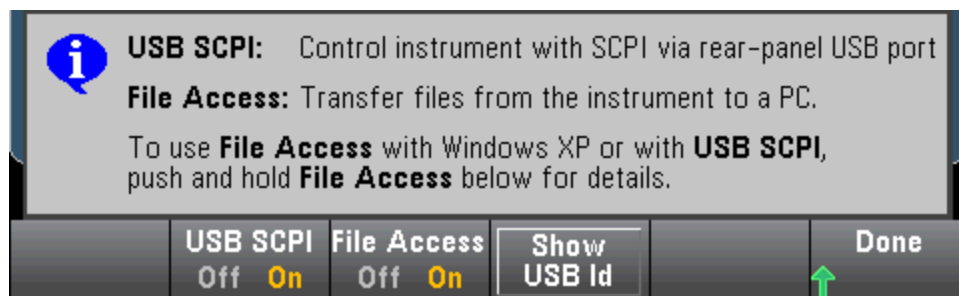 USB SCPI: Control instrument with SCPI via rear-panel USB port
File Access: Transfer files from the instrument to a PC.
To use File Access with Windows XP or with USB SCPI,
push and hold File Access below for details.
USB SCPI File Access Show Done
Off On Off On USB Id